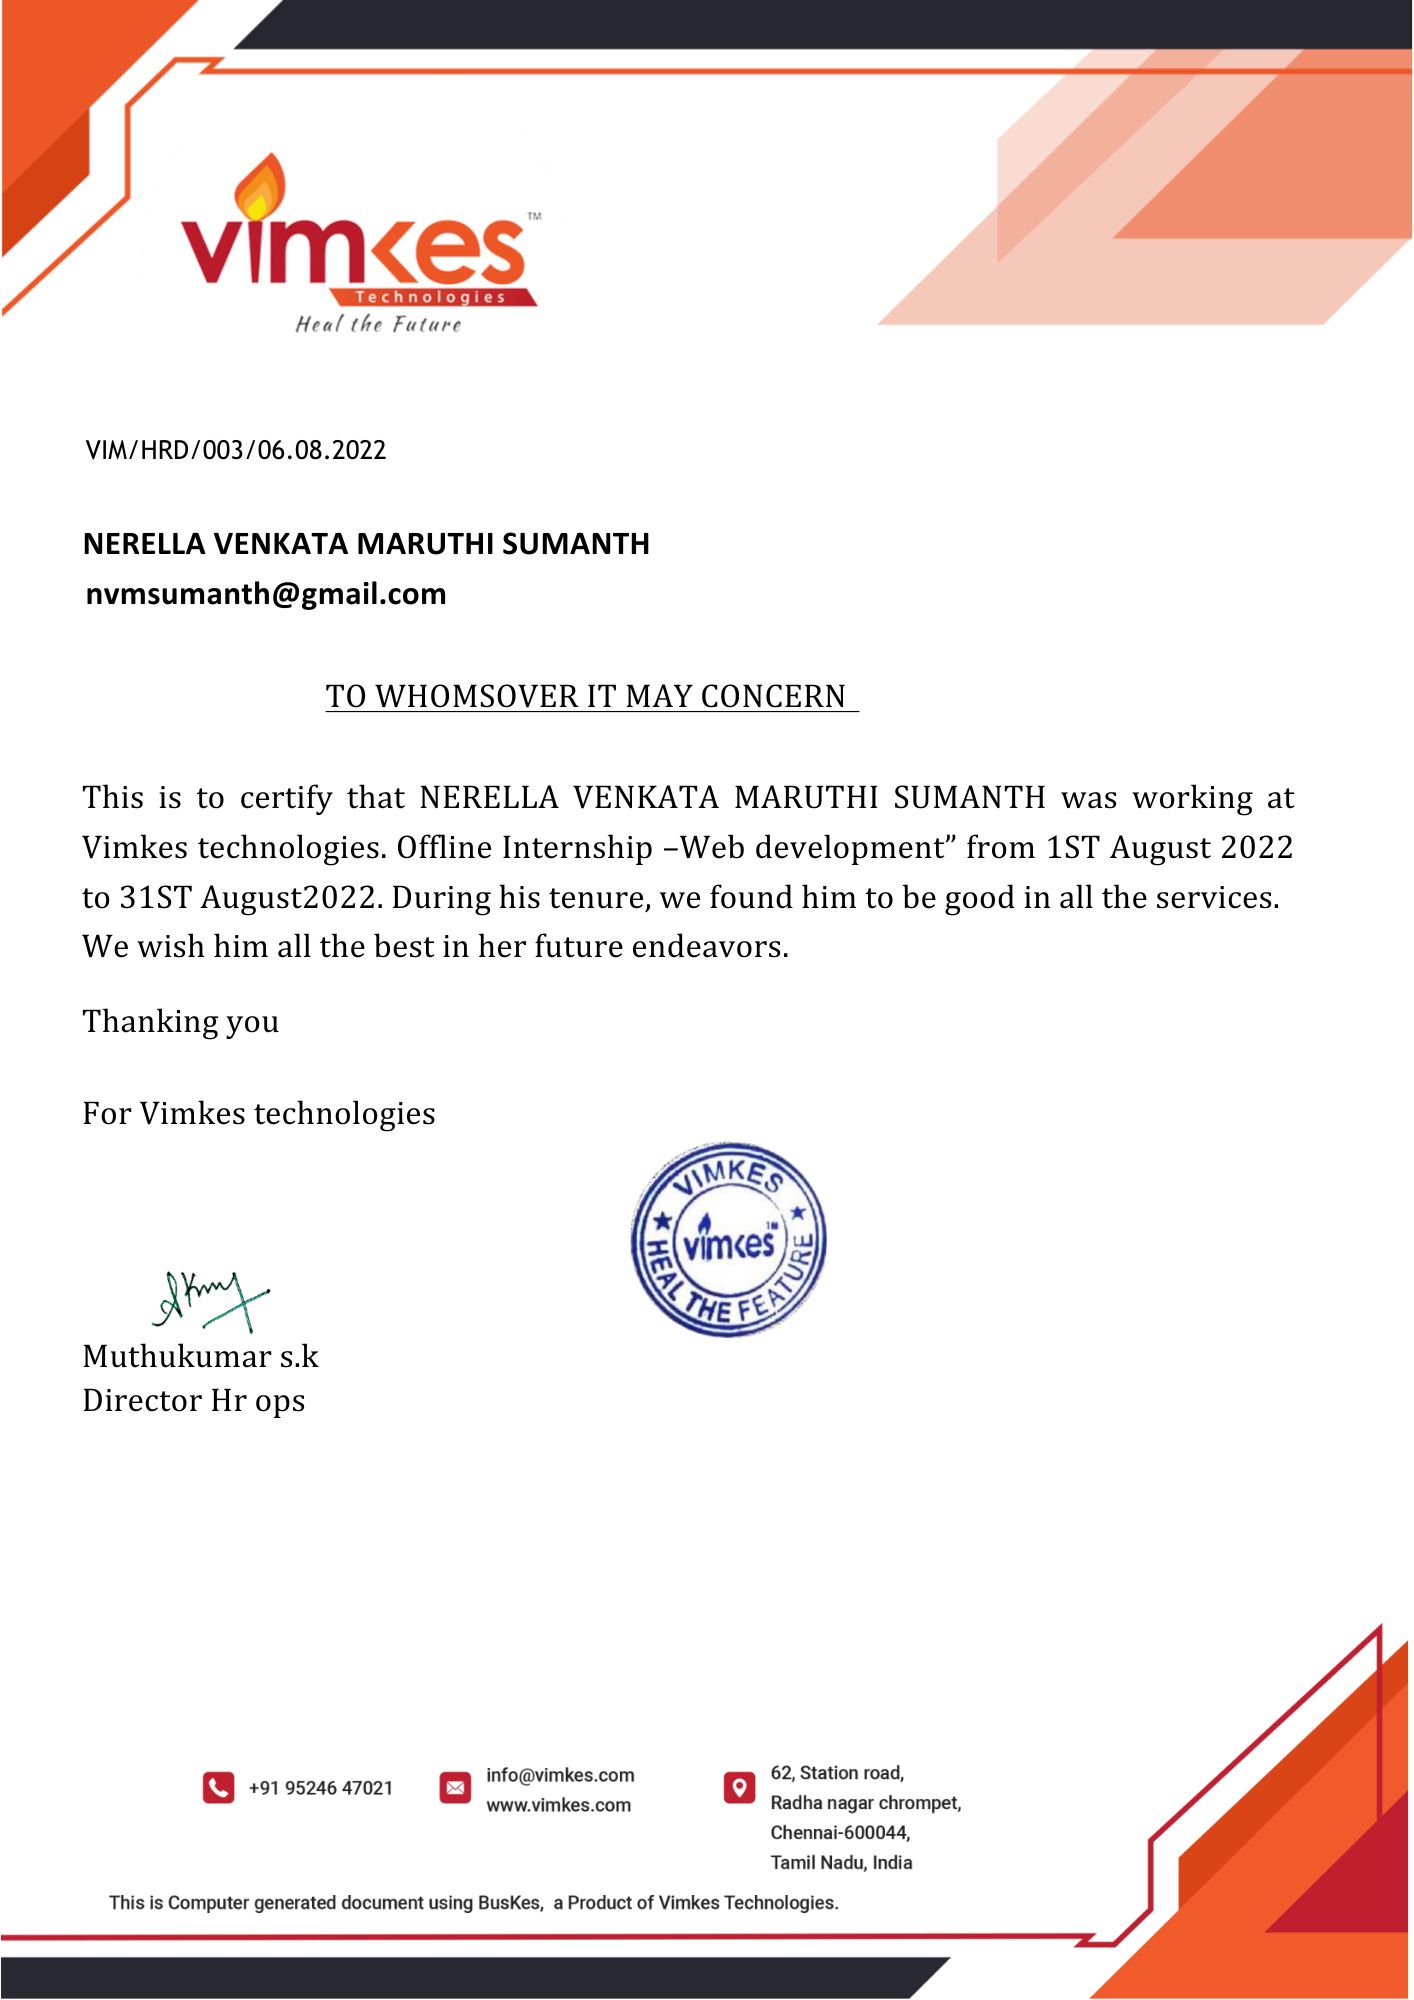 vimkes™
Technologies
Heal the Future
VIM/HRD/003/06.08.2022
NERELLA VENKATA MARUTHI SUMANTH
nvmsumanth@gmail.com
TO WHOMSOVER IT MAY CONCERN
This is to certify that NERELLA VENKATA MARUTHI SUMANTH was working at
Vimkes technologies. Offline Internship –Web development” from 1ST August 2022
to 31ST August2022. During his tenure, we found him to be good in all the services.
We wish him all the best in her future endeavors.
Thanking you
For Vimkes technologies
VIMKES
vimkes™
HEAL THE FEATURE
Muthukumar s.k
Director Hr ops
+91 95246 47021
info@vimkes.com
www.vimkes.com
62, Station road,
Radha nagar chrompet,
Chennai-600044,
Tamil Nadu, India
This is Computer generated document using BusKes, a Product of Vimkes Technologies.